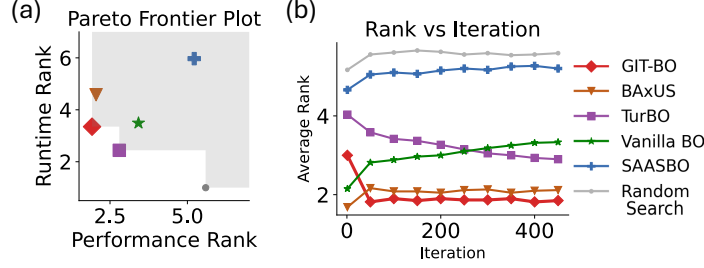 (a)
Pareto Frontier Plot
Runtime Rank
6
4
2
2.5
5.0
Performance Rank
(b)
Rank vs Iteration
Average Rank
4
2
0
200
400
Iteration
GIT-BO
BAxUS
TurBO
Vanilla BO
SAASBO
Random
Search